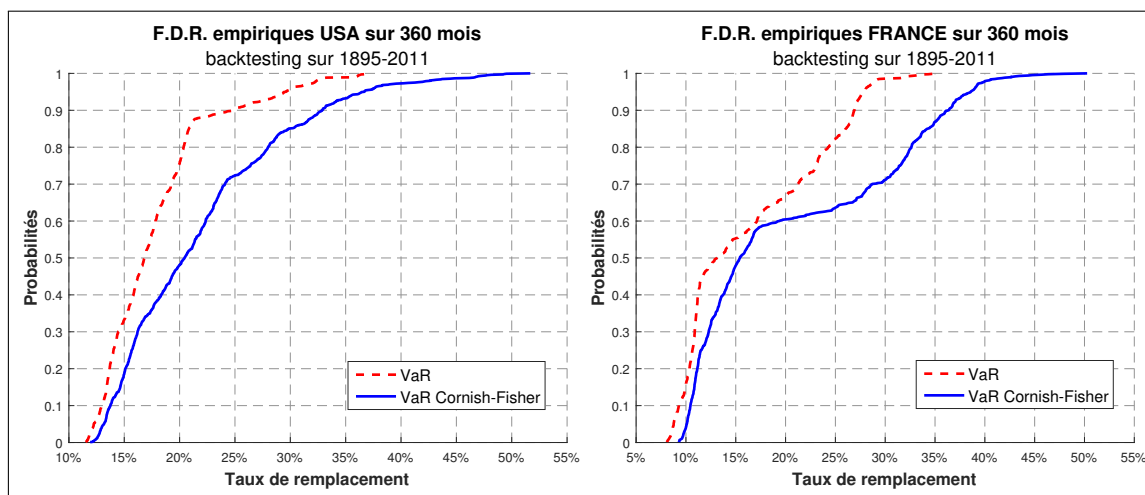 F.D.R. empiriques USA sur 360 mois
backtesting sur 1895-2011
Probabilités
1
0.9
0.8
0.7
0.6
0.5
0.4
0.3
0.2
0.1
0
VaR
VaR Cornish-Fisher
10% 15% 20% 25% 30% 35% 40% 45% 50% 55%
Taux de remplacement
F.D.R. empiriques FRANCE sur 360 mois
backtesting sur 1895-2011
Probabilités
1
0.9
0.8
0.7
0.6
0.5
0.4
0.3
0.2
0.1
0
VaR
VaR Cornish-Fisher
5% 10% 15% 20% 25% 30% 35% 40% 45% 50% 55%
Taux de remplacement